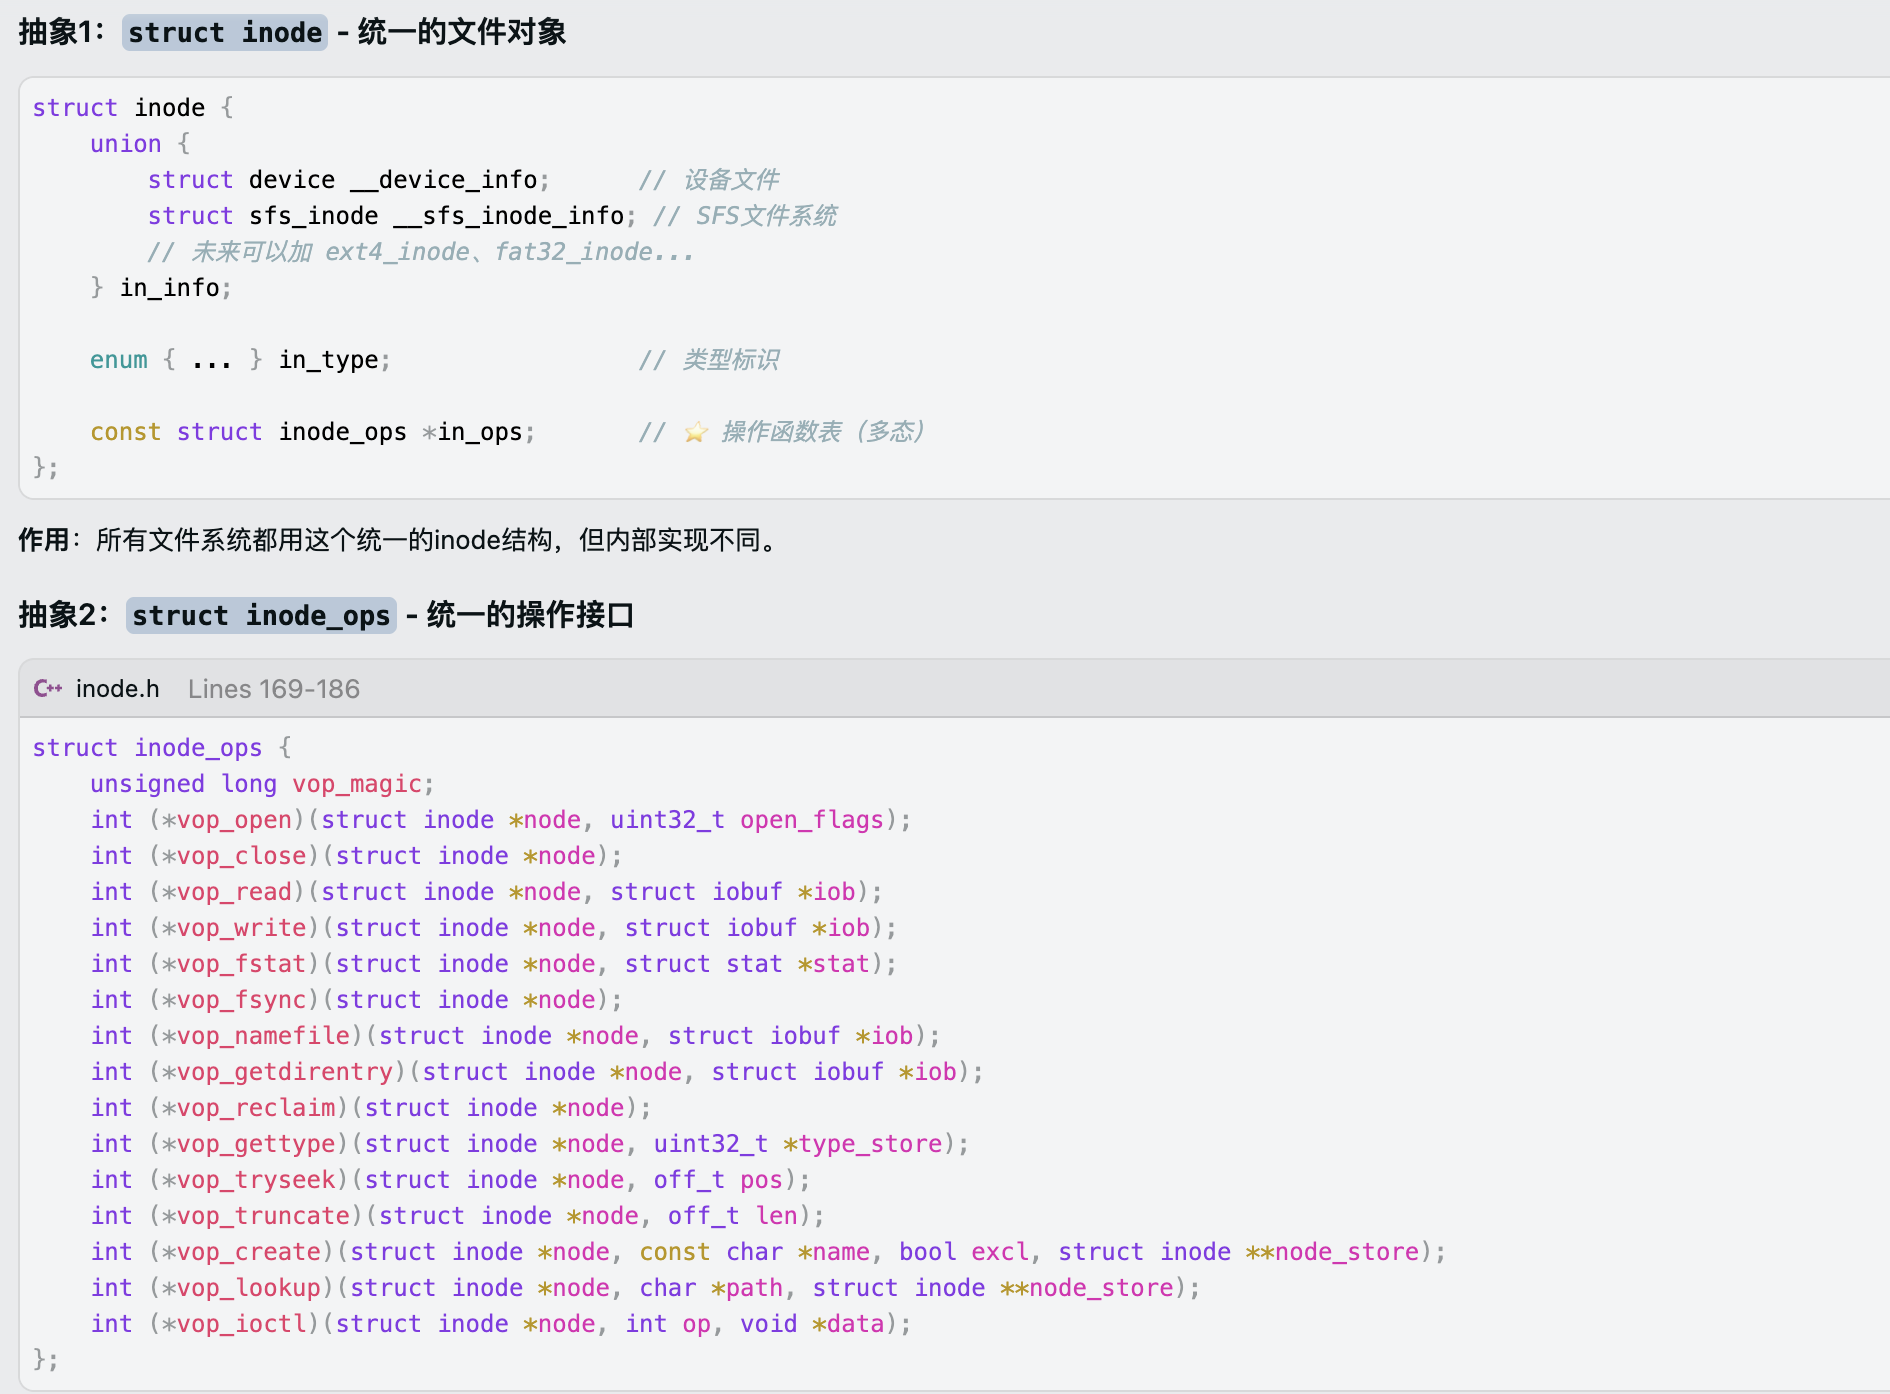 抽象1：struct inode - 统一的文件对象
struct inode {
    union {
        struct device __device_info;      // 设备文件
        struct sfs_inode __sfs_inode_info; // SFS文件系统
        // 未来可以加 ext4_inode、fat32_inode...
    } in_info;
    enum { ... } in_type;                 // 类型标识
    const struct inode_ops *in_ops;       // ⭐ 操作函数表（多态）
};
作用：所有文件系统都用这个统一的inode结构，但内部实现不同。
抽象2：struct inode_ops - 统一的操作接口
C++ inode.h Lines 169-186
struct inode_ops {
    unsigned long vop_magic;
    int (*vop_open)(struct inode *node, uint32_t open_flags);
    int (*vop_close)(struct inode *node);
    int (*vop_read)(struct inode *node, struct iobuf *iob);
    int (*vop_write)(struct inode *node, struct iobuf *iob);
    int (*vop_fstat)(struct inode *node, struct stat *stat);
    int (*vop_fsync)(struct inode *node);
    int (*vop_namefile)(struct inode *node, struct iobuf *iob);
    int (*vop_getdirentry)(struct inode *node, struct iobuf *iob);
    int (*vop_reclaim)(struct inode *node);
    int (*vop_gettype)(struct inode *node, uint32_t *type_store);
    int (*vop_tryseek)(struct inode *node, off_t pos);
    int (*vop_truncate)(struct inode *node, off_t len);
    int (*vop_create)(struct inode *node, const char *name, bool excl, struct inode **node_store);
    int (*vop_lookup)(struct inode *node, char *path, struct inode **node_store);
    int (*vop_ioctl)(struct inode *node, int op, void *data);
};